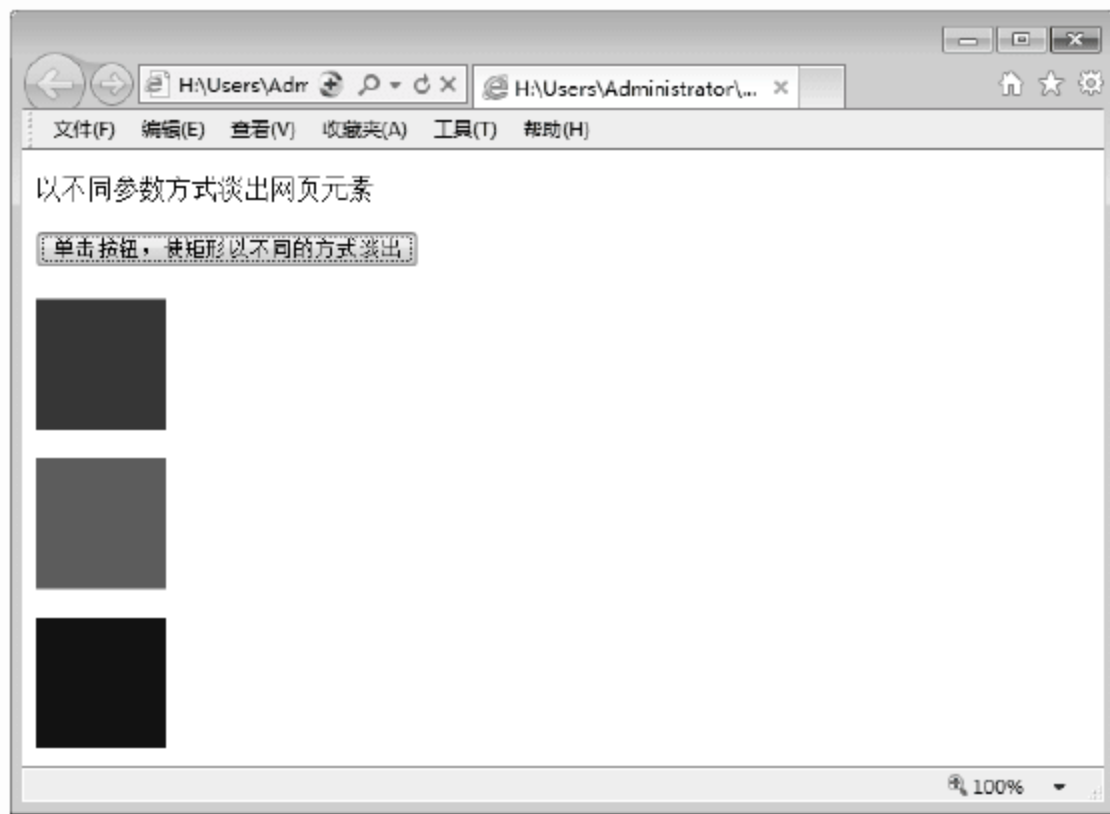 H:\Users\Adm
H:\Users\Administrator\...
文件(F) 编辑(E) 查看(V) 收藏夹(A) 工具(T) 帮助(H)
以不同参数方式淡出网页元素
单击按钮，使矩形以不同的方式淡出
100%